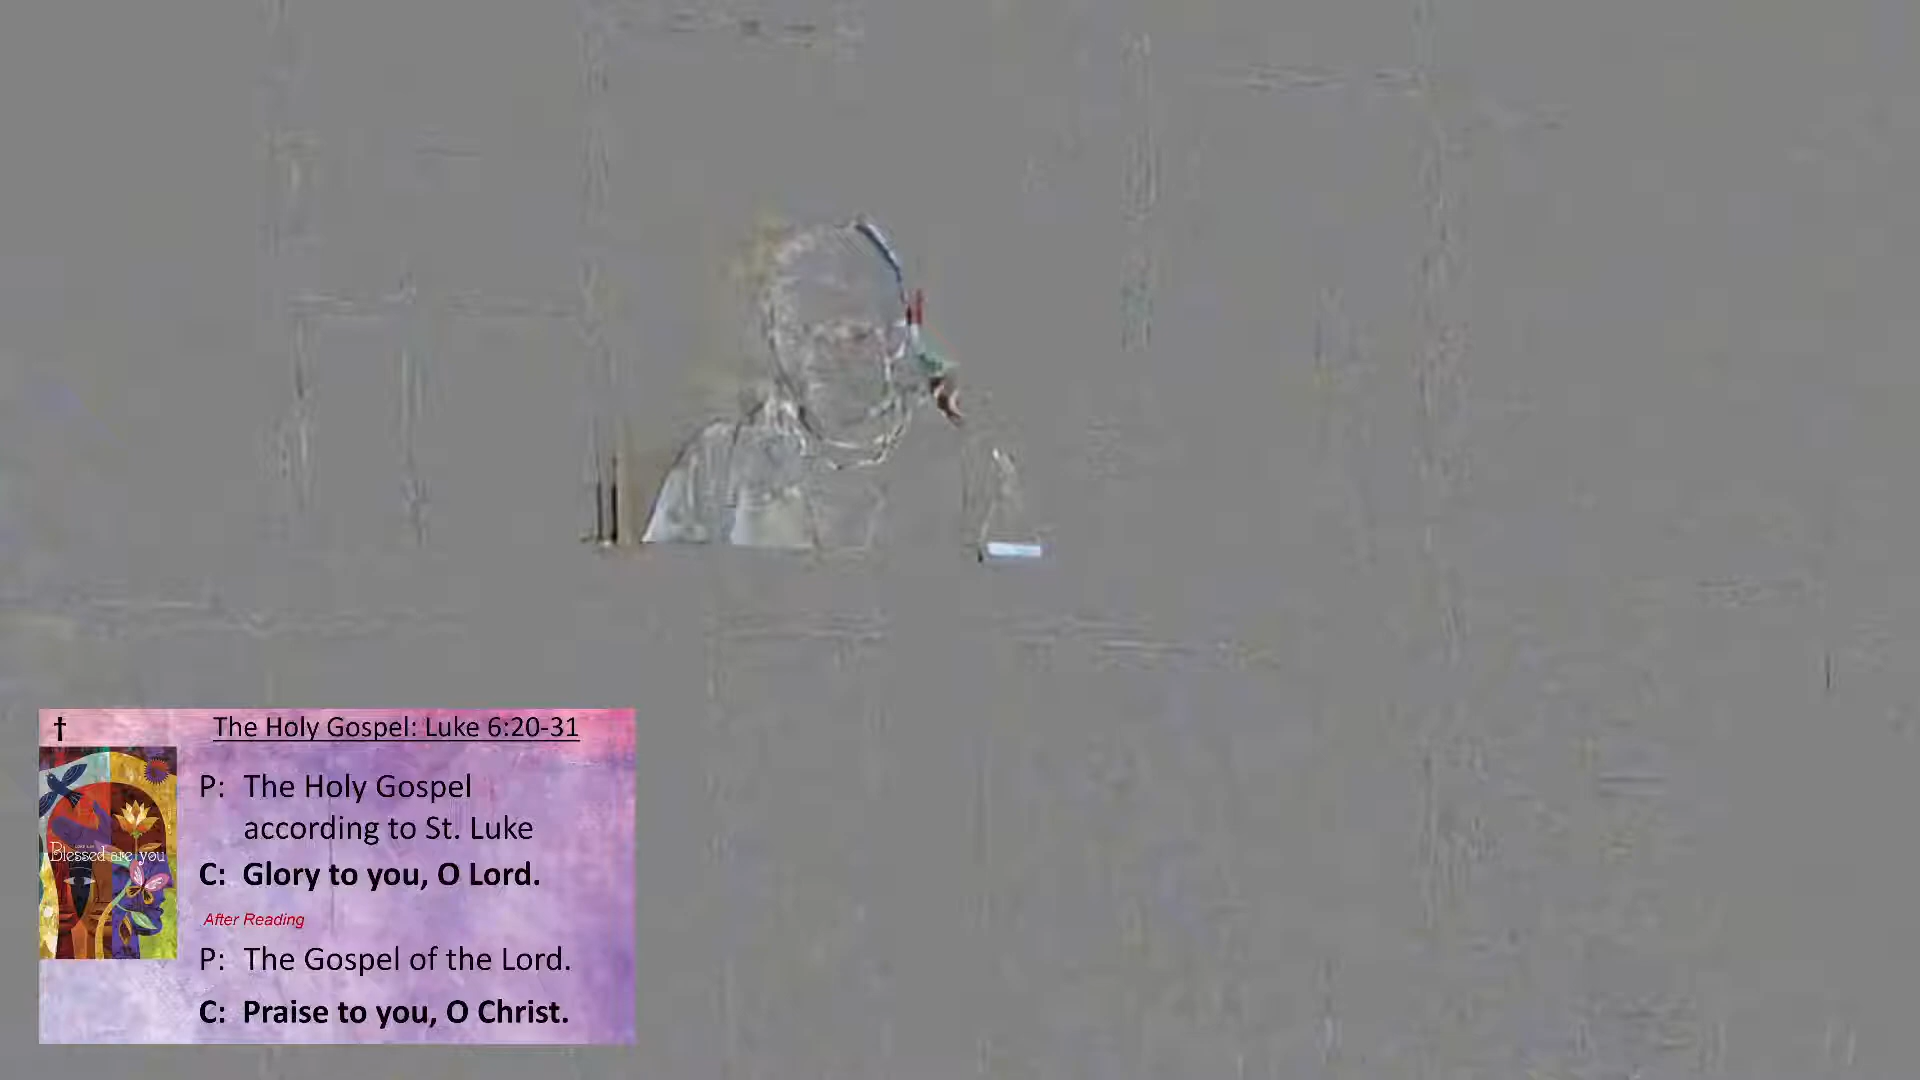 †
The Holy Gospel: Luke 6:20-31
P: The Holy Gospel
according to St. Luke
C: Glory to you, O Lord.
After Reading
P: The Gospel of the Lord.
C: Praise to you, O Christ.
Blessed are you